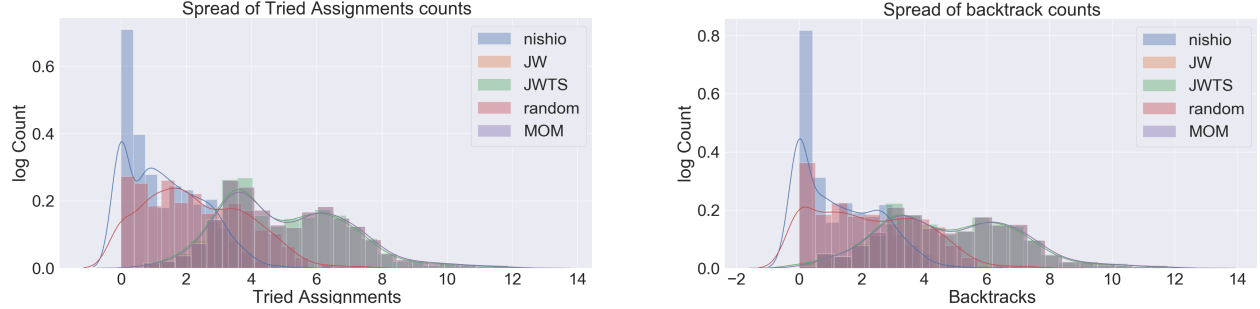 Spread of Tried Assignments counts
log Count
0.6
0.4
0.2
0.0
0 2 4 6 8 10 12 14
Tried Assignments
nishio
JW
JWTS
random
MOM
Spread of backtrack counts
log Count
0.8
0.6
0.4
0.2
0.0
−2 0 2 4 6 8 10 12 14
Backtracks
nishio
JW
JWTS
random
MOM